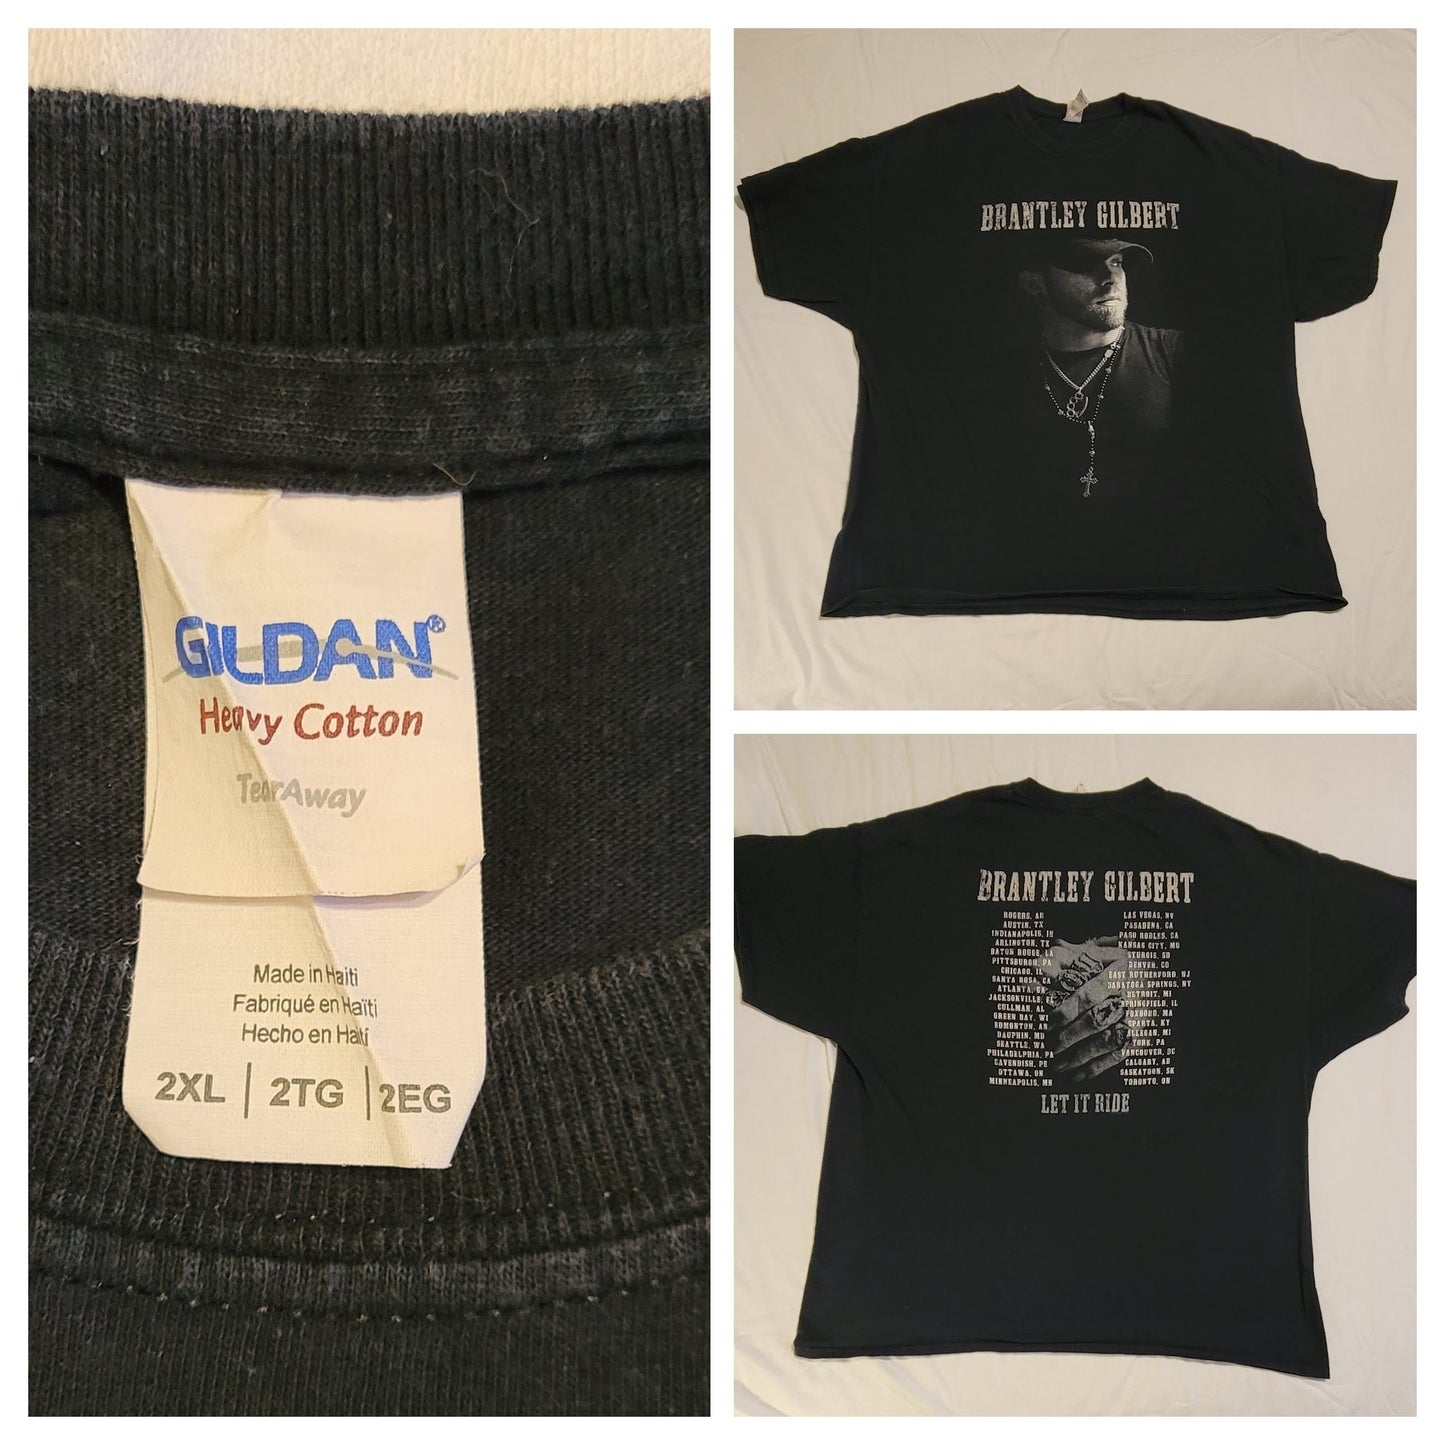 GILDAN®
Heavy Cotton
TearAway
Made in Haiti
Fabriqué en Haïti
Hecho en Haití
2XL | 2TG | 2EG
BRANTLEY GILBERT
BRANTLEY GILBERT
ROGERS, AR
AUSTIN, TX
INDIANAPOLIS, IN
ARLINGTON, TX
BATON ROUGE, LA
PITTSBURGH, PA
CHICAGO, IL
SANTA ROSA, CA
ATLANTA, GA
JACKSONVILLE, FL
CULLMAN, AL
GREEN BAY, WI
EDMONTON, AB
DAUPHIN, MB
SEATTLE, WA
PHILADELPHIA, PA
CAVENDISH, PE
OTTAWA, ON
MINNEAPOLIS, MN
LAS VEGAS, NV
PASADENA, CA
PASO ROBLES, CA
KANSAS CITY, MO
STURGIS, SD
DENVER, CO
EAST RUTHERFORD, NJ
SARATOGA SPRINGS, NY
DETROIT, MI
SPRINGFIELD, IL
FOXBORO, MA
SPARTA, KY
ALLEGAN, MI
YORK, PA
VANCOUVER, BC
CALGARY, AB
SASKATOON, SK
TORONTO, ON
LET IT RIDE